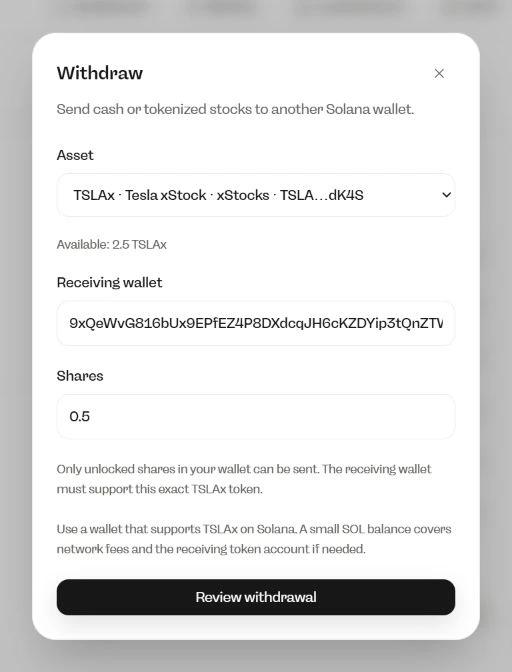 Withdraw
Send cash or tokenized stocks to another Solana wallet.
Asset
TSLAx · Tesla xStock · xStocks · TSLA...dK4S
Available: 2.5 TSLAx
Receiving wallet
9xQeWvG816bUx9EPfEZ4P8DXdcqJH6cKZDYip3tQnZTV
Shares
0.5
Only unlocked shares in your wallet can be sent. The receiving wallet
must support this exact TSLAx token.
Use a wallet that supports TSLAx on Solana. A small SOL balance covers
network fees and the receiving token account if needed.
Review withdrawal